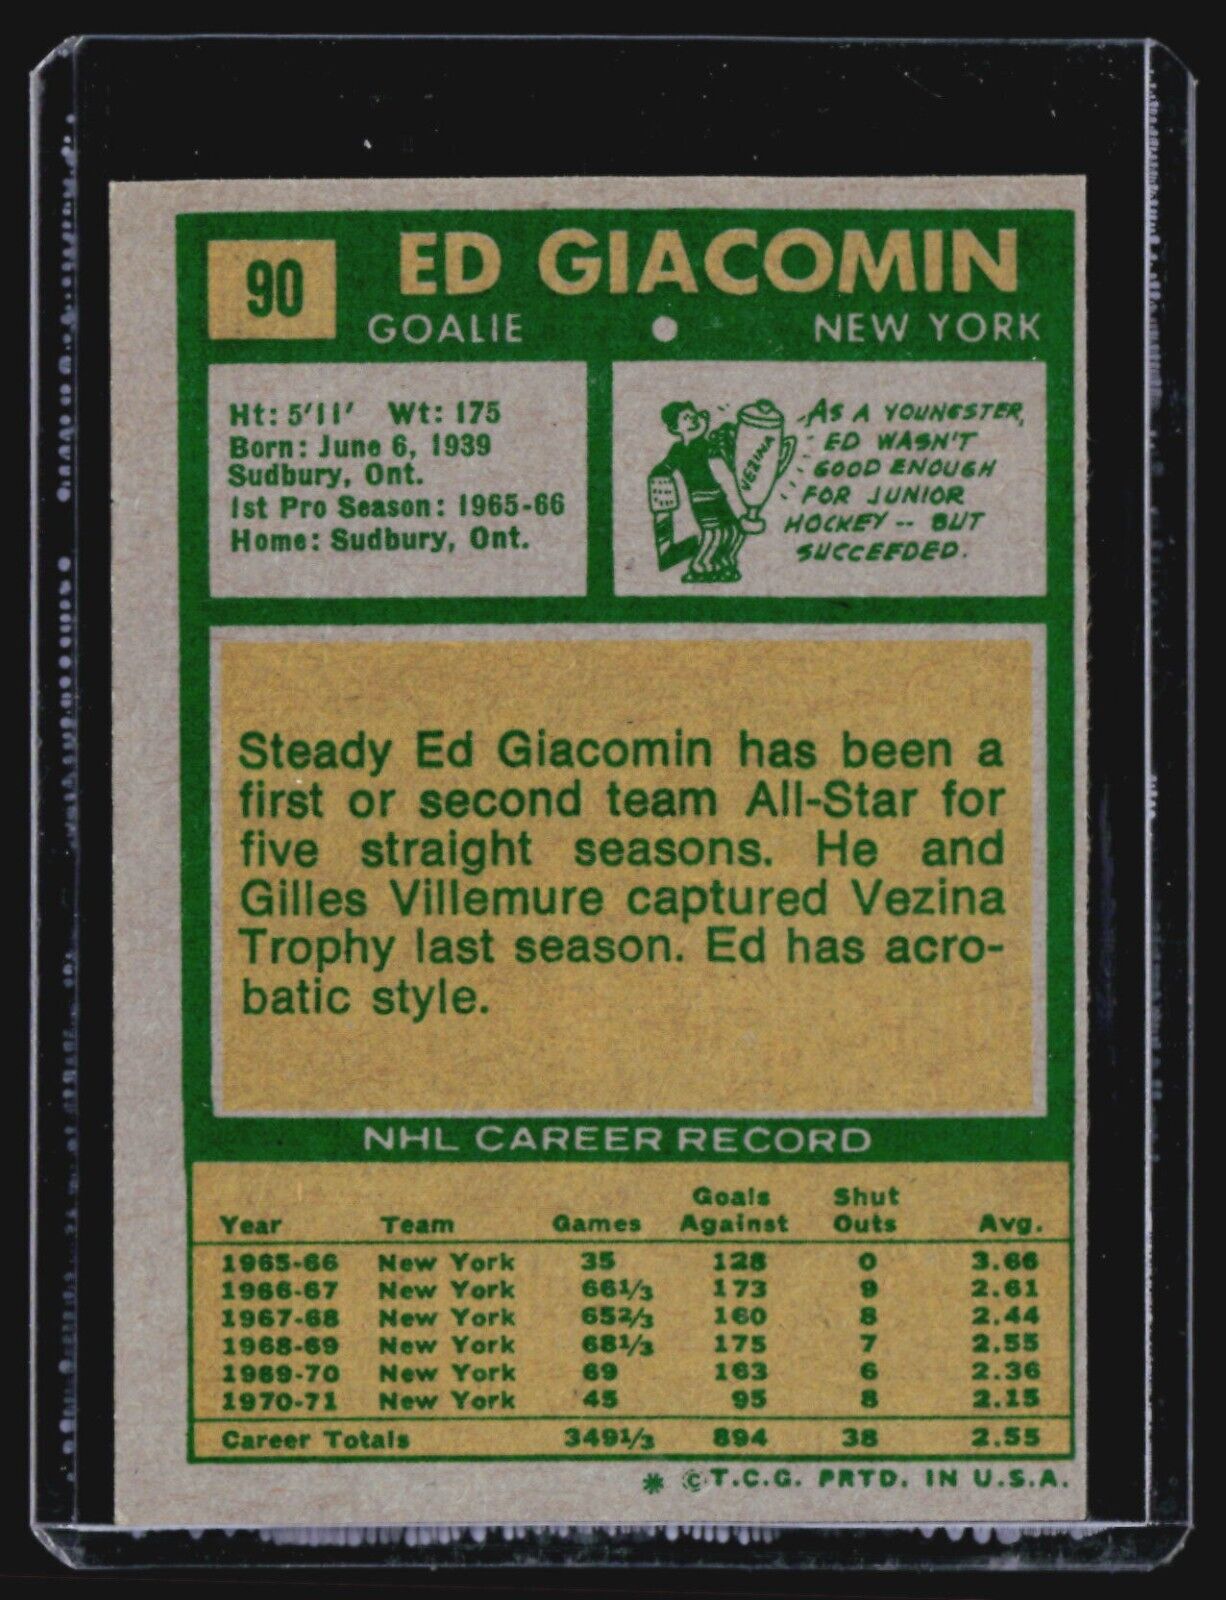 90
ED GIACOMIN
GOALIE • NEW YORK
Ht: 5'11' Wt: 175
Born: June 6, 1939
Sudbury, Ont.
1st Pro Season: 1965-66
Home: Sudbury, Ont.
VEZINA
AS A YOUNGSTER,
ED WASN'T
GOOD ENOUGH
FOR JUNIOR
HOCKEY -- BUT
SUCCEEDED.
Steady Ed Giacomin has been a
first or second team All-Star for
five straight seasons. He and
Gilles Villemure captured Vezina
Trophy last season. Ed has acro-
batic style.
NHL CAREER RECORD
Year Team Games Goals Against Shut Outs Avg.
1965-66 New York 35 128 0 3.66
1966-67 New York 661/3 173 9 2.61
1967-68 New York 652/3 160 8 2.44
1968-69 New York 681/3 175 7 2.55
1969-70 New York 69 163 6 2.36
1970-71 New York 45 95 8 2.15
Career Totals 3491/3 894 38 2.55
* © T.C.G. PRTD. IN U.S.A.